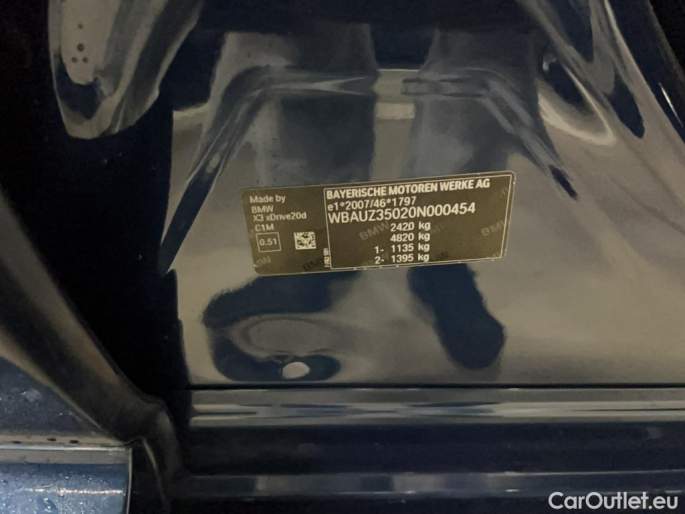 Made by
BMW
X3 xDrive20d
C1M
0.51
BAYERISCHE MOTOREN WERKE AG
e1*2007/46*1797
WBAUZ35020N000454
2420 kg
4820 kg
1- 1135 kg
2- 1395 kg
CarOutlet.eu